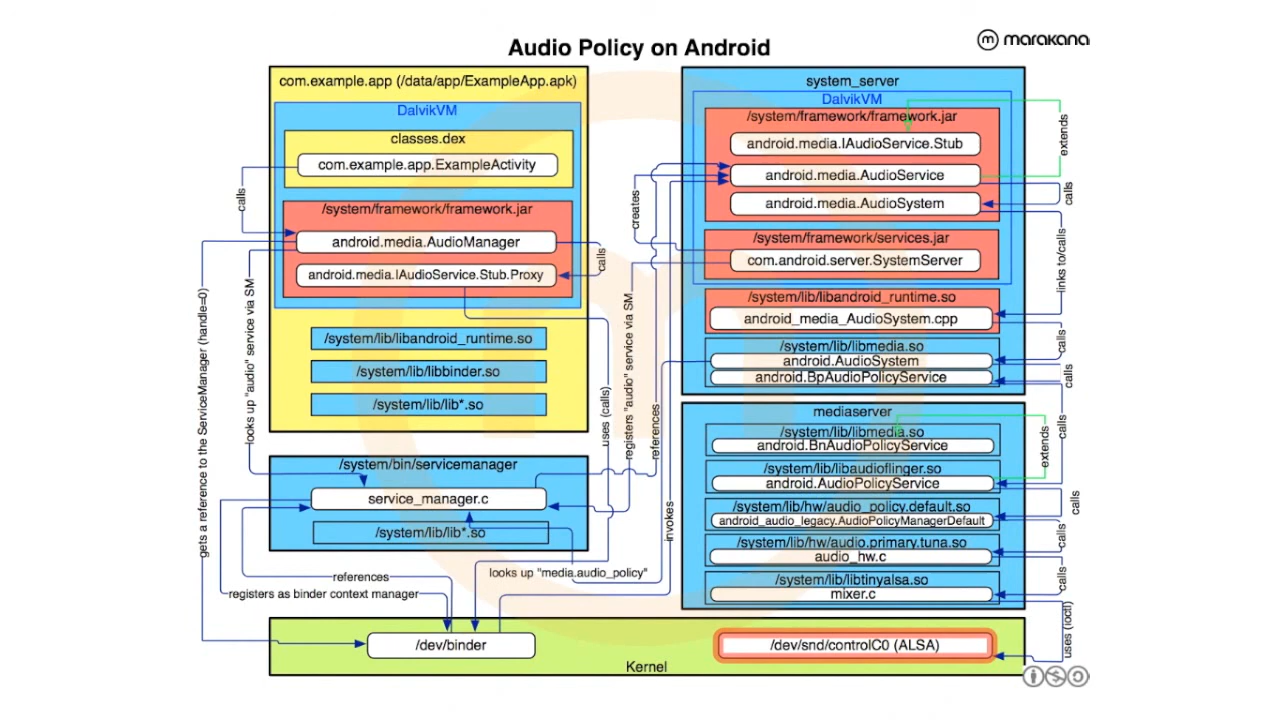 Audio Policy on Android
marakana
com.example.app (/data/app/ExampleApp.apk)
DalvikVM
classes.dex
com.example.app.ExampleActivity
calls
/system/framework/framework.jar
android.media.AudioManager
calls
android.media.IAudioService.Stub.Proxy
/system/lib/libandroid_runtime.so
/system/lib/libbinder.so
/system/lib/lib*.so
gets a reference to the ServiceManager (handle=0)
looks up "audio" service via SM
uses (calls)
registers "audio" service via SM
creates
references
invokes
/system/bin/servicemanager
service_manager.c
/system/lib/lib*.so
looks up "media.audio_policy"
references
registers as binder context manager
system_server
DalvikVM
/system/framework/framework.jar
android.media.IAudioService.Stub
extends
android.media.AudioService
calls
android.media.AudioSystem
/system/framework/services.jar
com.android.server.SystemServer
links to/calls
/system/lib/libandroid_runtime.so
android_media_AudioSystem.cpp
calls
/system/lib/libmedia.so
android.AudioSystem
calls
android.BpAudioPolicyService
mediaserver
calls
/system/lib/libmedia.so
android.BnAudioPolicyService
extends
/system/lib/libaudioflinger.so
android.AudioPolicyService
calls
/system/lib/hw/audio_policy.default.so
android_audio_legacy.AudioPolicyManagerDefault
calls
/system/lib/hw/audio.primary.tuna.so
audio_hw.c
calls
/system/lib/libtinyalsa.so
mixer.c
uses (ioctl)
/dev/binder
/dev/snd/controlC0 (ALSA)
Kernel